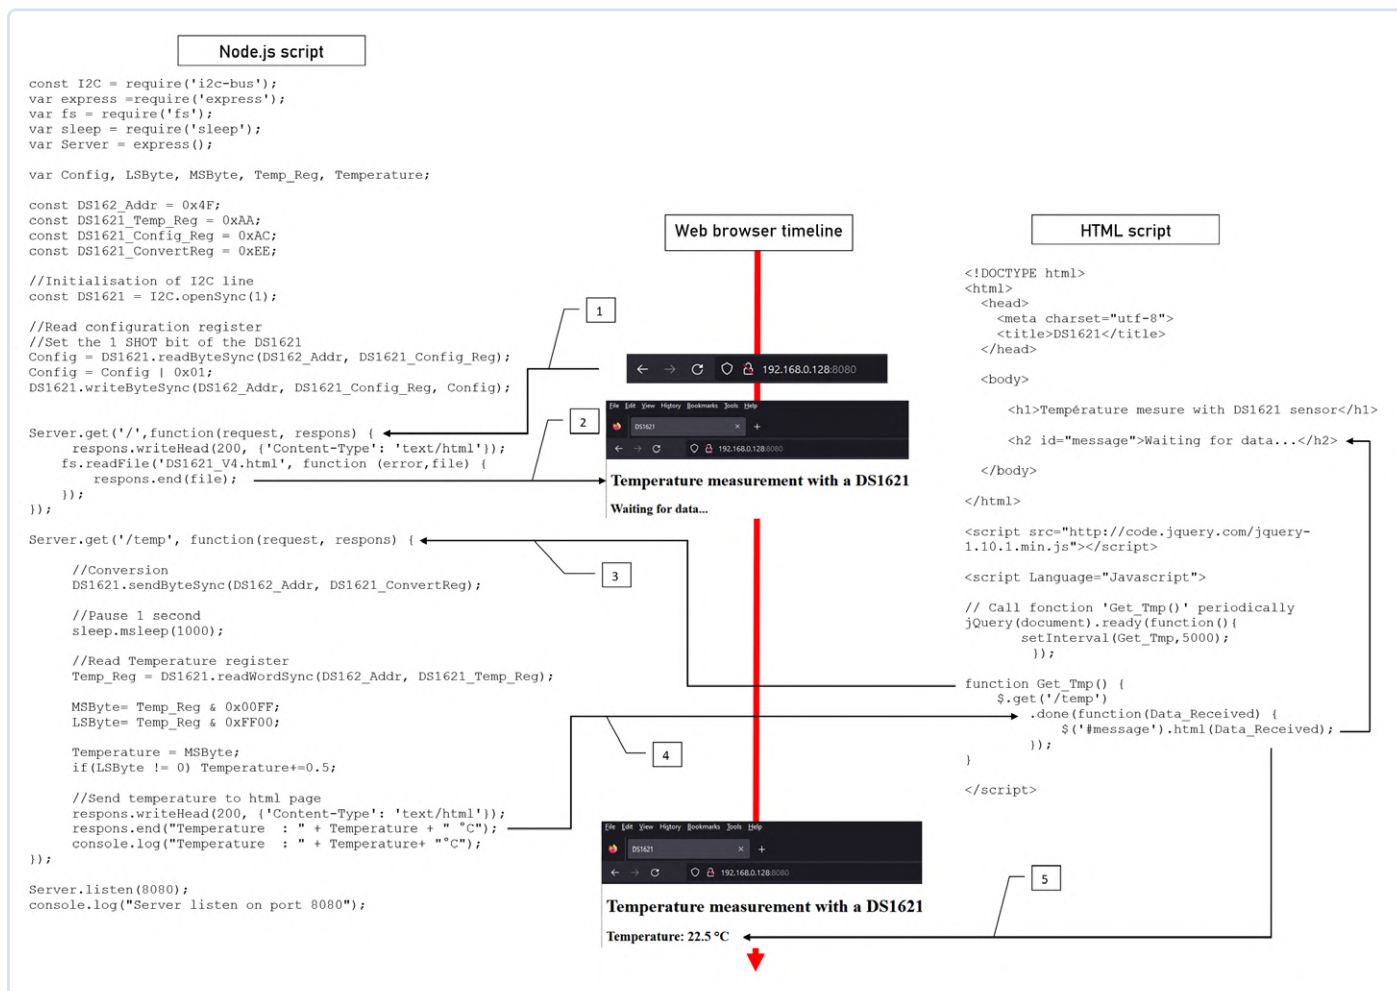 Node.js script
const I2C = require('i2c-bus');
var express =require('express');
var fs = require('fs');
var sleep = require('sleep');
var Server = express();
var Config, LSByte, MSByte, Temp_Reg, Temperature;
const DS162_Addr = 0x4F;
const DS1621_Temp_Reg = 0xAA;
const DS1621_Config_Reg = 0xAC;
const DS1621_ConvertReg = 0xEE;
//Initialisation of I2C line
const DS1621 = I2C.openSync(1);
//Read configuration register
//Set the 1 SHOT bit of the DS1621
Config = DS1621.readByteSync(DS162_Addr, DS1621_Config_Reg);
Config = Config | 0x01;
DS1621.writeByteSync(DS162_Addr, DS1621_Config_Reg, Config);
Server.get('/',function(request, respons) {
respons.writeHead(200, {'Content-Type': 'text/html'});
fs.readFile('DS1621_V4.html', function (error,file) {
respons.end(file);
});
});
Server.get('/temp', function(request, respons) {
//Conversion
DS1621.sendByteSync(DS162_Addr, DS1621_ConvertReg);
//Pause 1 second
sleep.msleep(1000);
//Read Temperature register
Temp_Reg = DS1621.readWordSync(DS162_Addr, DS1621_Temp_Reg);
MSByte= Temp_Reg & 0x00FF;
LSByte= Temp_Reg & 0xFF00;
Temperature = MSByte;
if(LSByte != 0) Temperature+=0.5;
//Send temperature to html page
respons.writeHead(200, {'Content-Type': 'text/html'});
respons.end("Temperature  : " + Temperature + " °C");
console.log("Temperature  : " + Temperature+ "°C");
});
Server.listen(8080);
console.log("Server listen on port 8080");
Web browser timeline
1
192.168.0.128:8080
2
File Edit View History Bookmarks Tools Help
DS1621 × +
192.168.0.128:8080
Temperature measurement with a DS1621
Waiting for data...
3
4
File Edit View History Bookmarks Tools Help
DS1621 × +
192.168.0.128:8080
Temperature measurement with a DS1621
Temperature: 22.5 °C
5
HTML script
<!DOCTYPE html>
<html>
<head>
<meta charset="utf-8">
<title>DS1621</title>
</head>
<body>
<h1>Température mesure with DS1621 sensor</h1>
<h2 id="message">Waiting for data...</h2>
</body>
</html>
<script src="http://code.jquery.com/jquery-
1.10.1.min.js"></script>
<script Language="Javascript">
// Call fonction 'Get_Tmp()' periodically
jQuery(document).ready(function(){
setInterval(Get_Tmp,5000);
});
function Get_Tmp() {
$.get('/temp')
.done(function(Data_Received) {
$('#message').html(Data_Received);
});
}
</script>